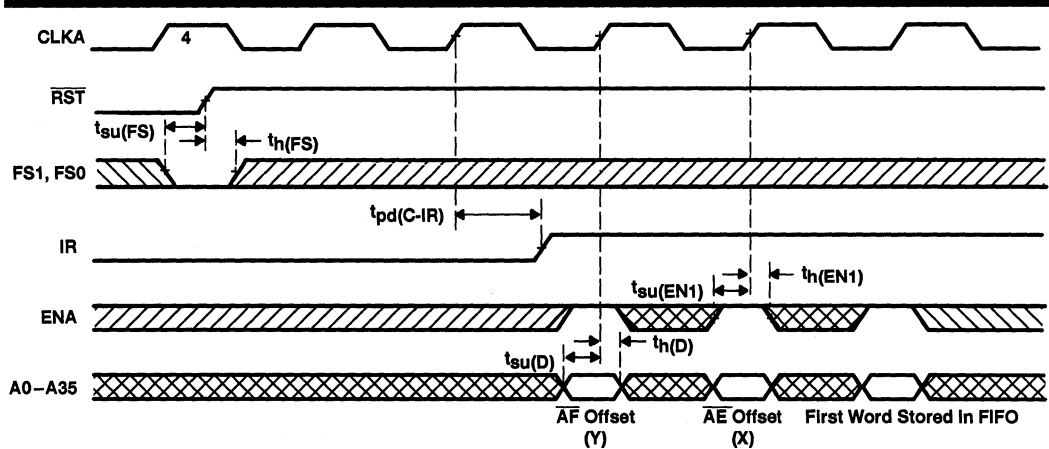 CLKA
4
RST
tsu(FS)
th(FS)
FS1, FS0
tpd(C-IR)
IR
tsu(EN1)
th(EN1)
ENA
tsu(D)
th(D)
A0–A35
AF Offset
(Y)
AE Offset
(X)
First Word Stored in FIFO